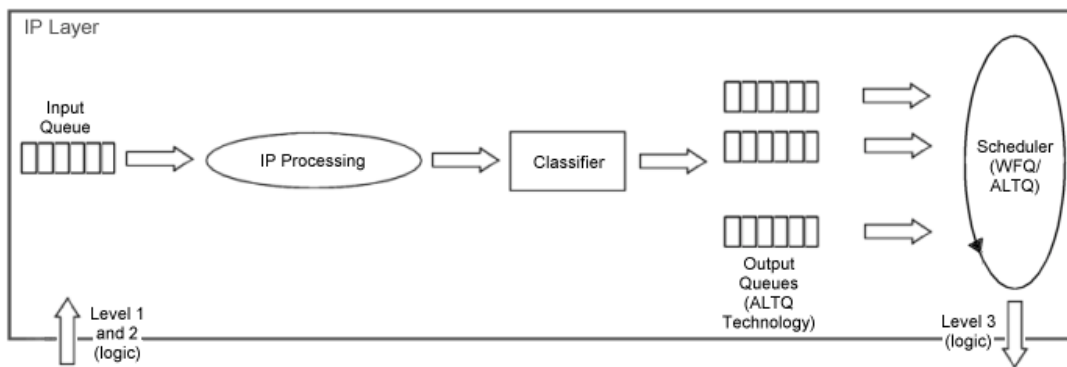 IP Layer
Input
Queue
IP Processing
Classifier
Scheduler
(WFQ/
ALTQ)
Output
Queues
(ALTQ
Technology)
Level 1
and 2
(logic)
Level 3
(logic)